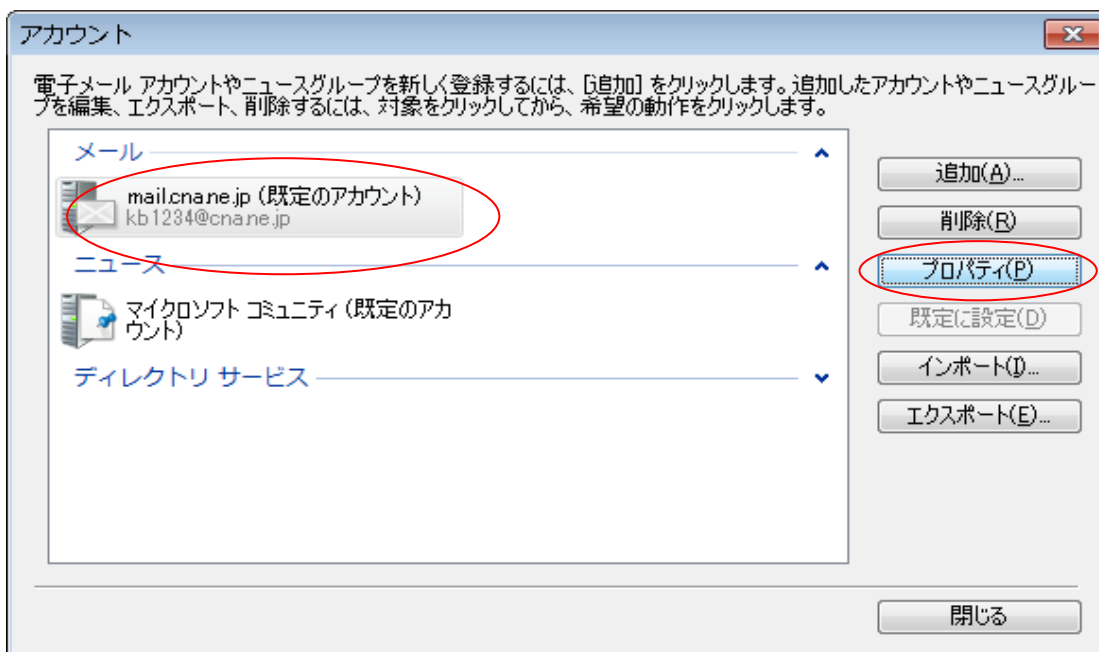 アカウント
電子メール アカウントやニュースグループを新しく登録するには、[追加] をクリックします。追加したアカウントやニュースグルー
プを編集、エクスポート、削除するには、対象をクリックしてから、希望の動作をクリックします。
メール
mail.cna.ne.jp (既定のアカウント)
kb1234@cna.ne.jp
ニュース
マイクロソフト コミュニティ (既定のアカ
ウント)
ディレクトリ サービス
追加(A)...
削除(R)
プロパティ(P)
既定に設定(D)
インポート(I)...
エクスポート(E)...
閉じる